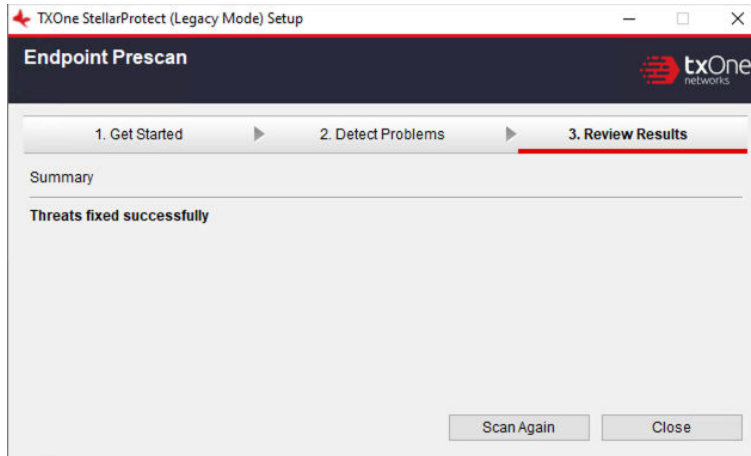 TXOne StellarProtect (Legacy Mode) Setup
Endpoint Prescan
txOne
networks
1. Get Started
2. Detect Problems
3. Review Results
Summary
Threats fixed successfully
Scan Again
Close